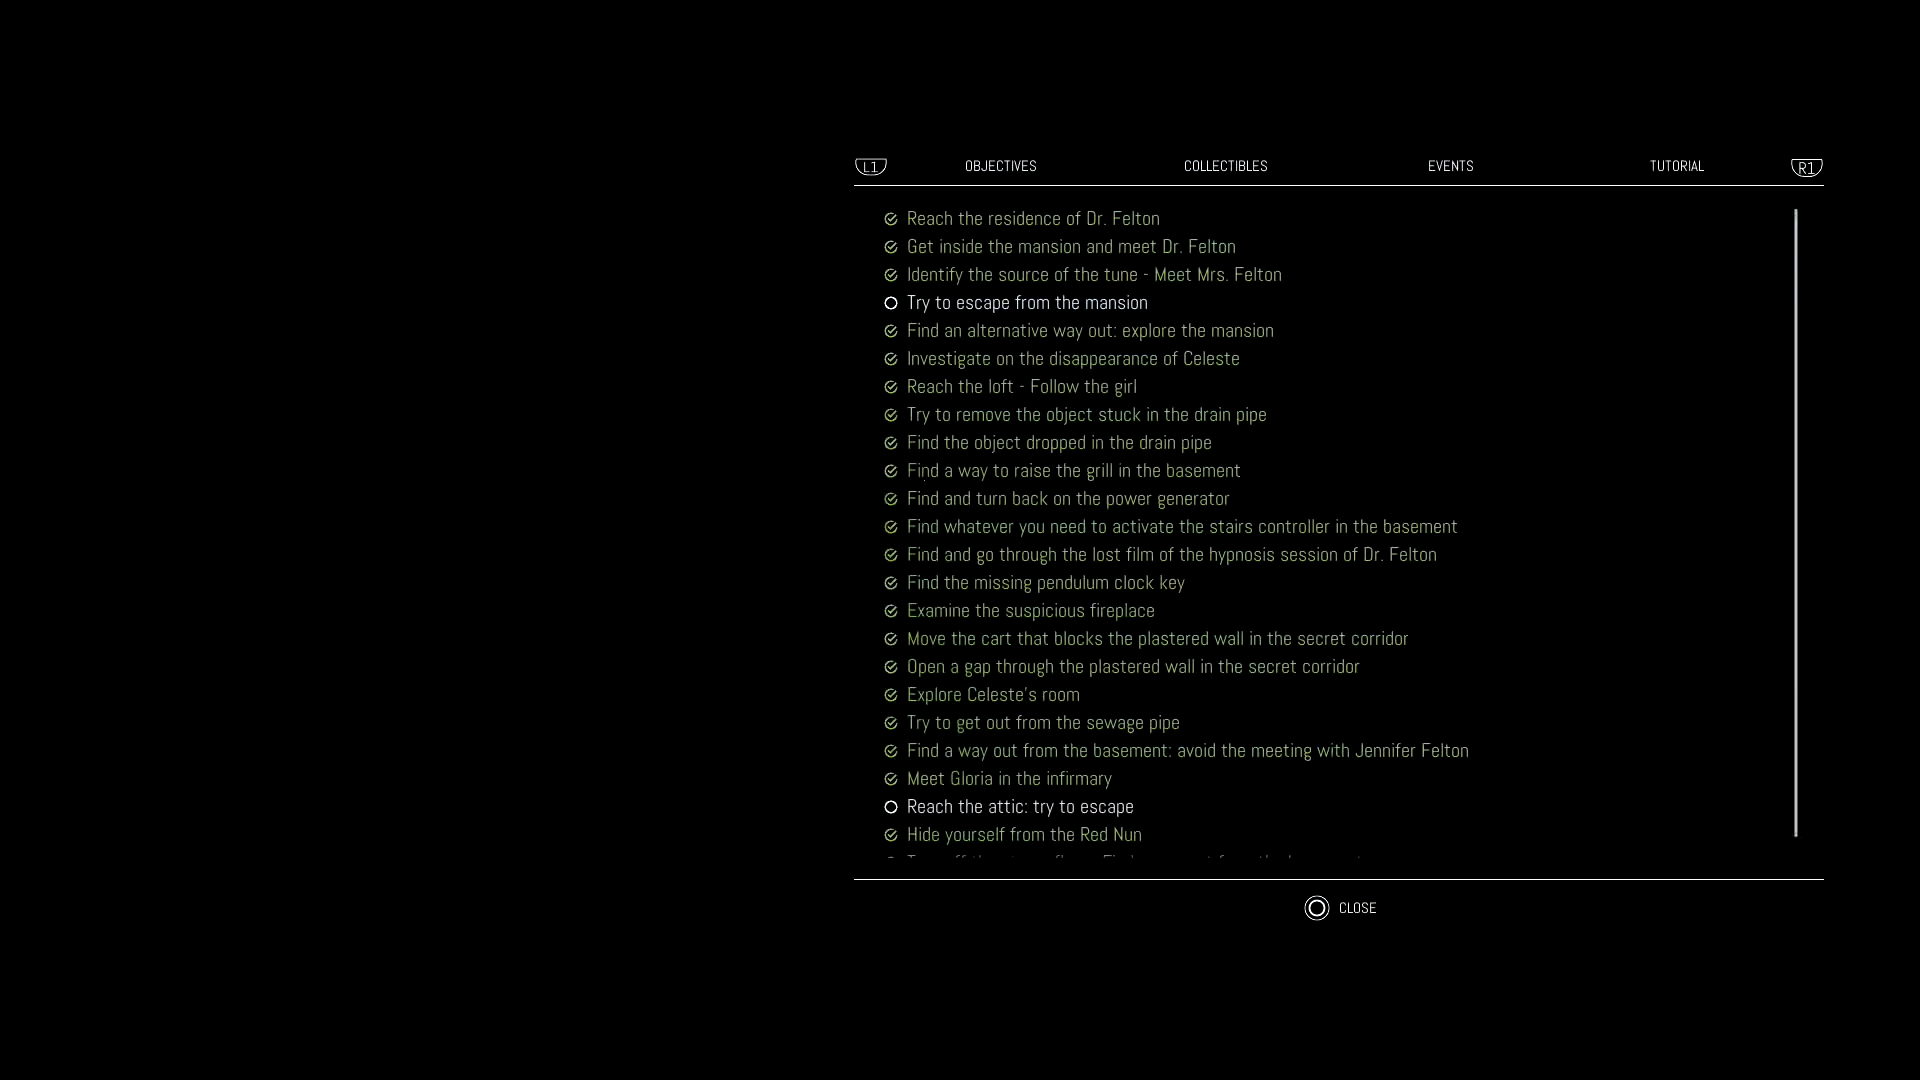 L1 OBJECTIVES COLLECTIBLES EVENTS TUTORIAL R1
Reach the residence of Dr. Felton
Get inside the mansion and meet Dr. Felton
Identify the source of the tune - Meet Mrs. Felton
Try to escape from the mansion
Find an alternative way out: explore the mansion
Investigate on the disappearance of Celeste
Reach the loft - Follow the girl
Try to remove the object stuck in the drain pipe
Find the object dropped in the drain pipe
Find a way to raise the grill in the basement
Find and turn back on the power generator
Find whatever you need to activate the stairs controller in the basement
Find and go through the lost film of the hypnosis session of Dr. Felton
Find the missing pendulum clock key
Examine the suspicious fireplace
Move the cart that blocks the plastered wall in the secret corridor
Open a gap through the plastered wall in the secret corridor
Explore Celeste's room
Try to get out from the sewage pipe
Find a way out from the basement: avoid the meeting with Jennifer Felton
Meet Gloria in the infirmary
Reach the attic: try to escape
Hide yourself from the Red Nun
CLOSE